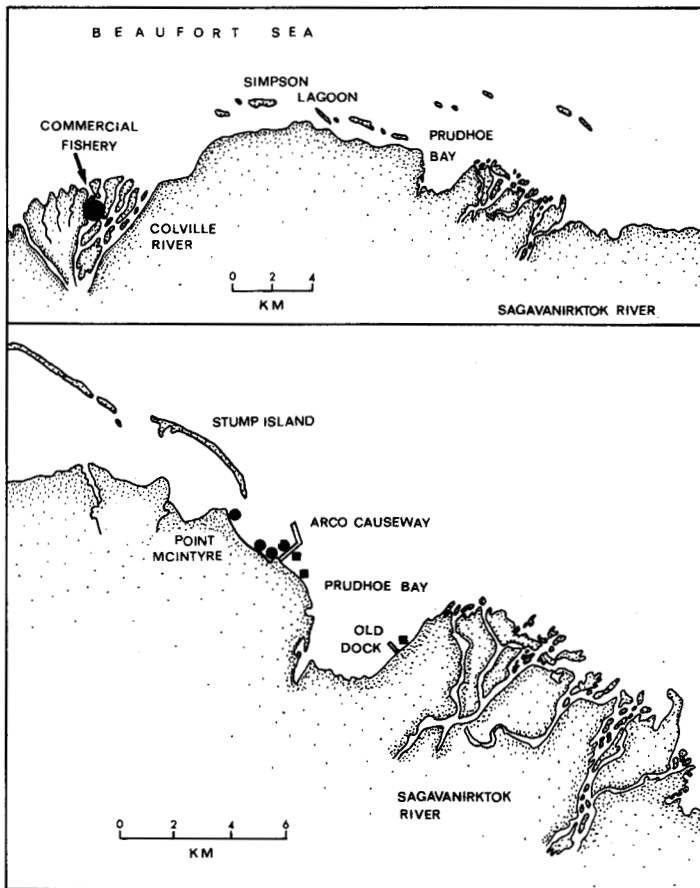 BEAUFORT SEA
SIMPSON
LAGOON
COMMERCIAL
FISHERY
PRUDHOE
BAY
COLVILLE
RIVER
0 2 4
KM
SAGAVANIRKTOK RIVER
STUMP ISLAND
ARCO CAUSEWAY
POINT
MCINTYRE
PRUDHOE BAY
OLD
DOCK
SAGAVANIRKTOK
RIVER
0 2 4 6
KM